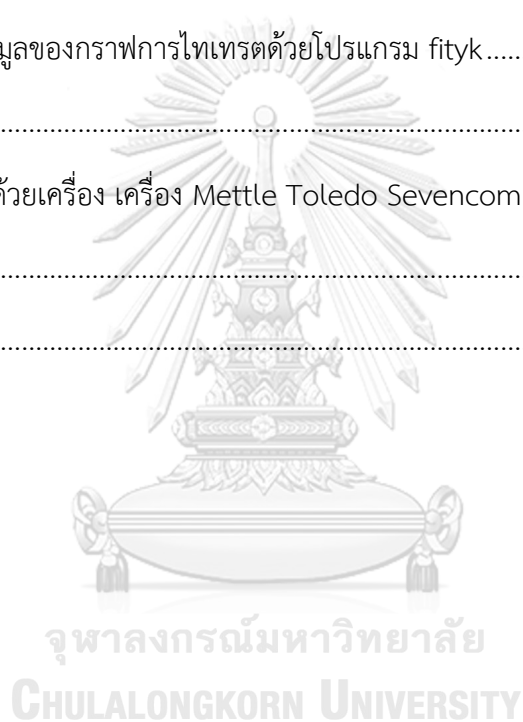 มูลของกราฟการไทเทรตด้วยโปรแกรม fityk.....
..........................................................................
ด้วยเครื่อง เครื่อง Mettle Toledo Sevencom
..........................................................................
..........................................................................
จุฬาลงกรณ์มหาวิทยาลัย
CHULALONGKORN UNIVERSITY